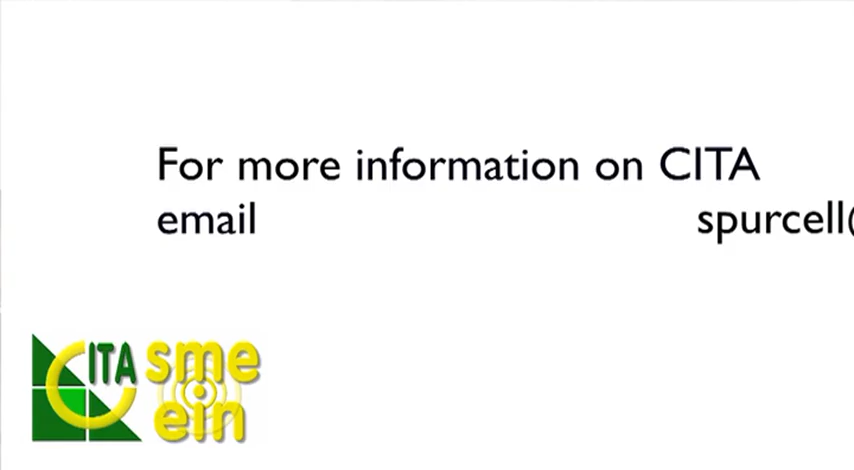 For more information on CITA
email spurcell(
CITA sme
ein